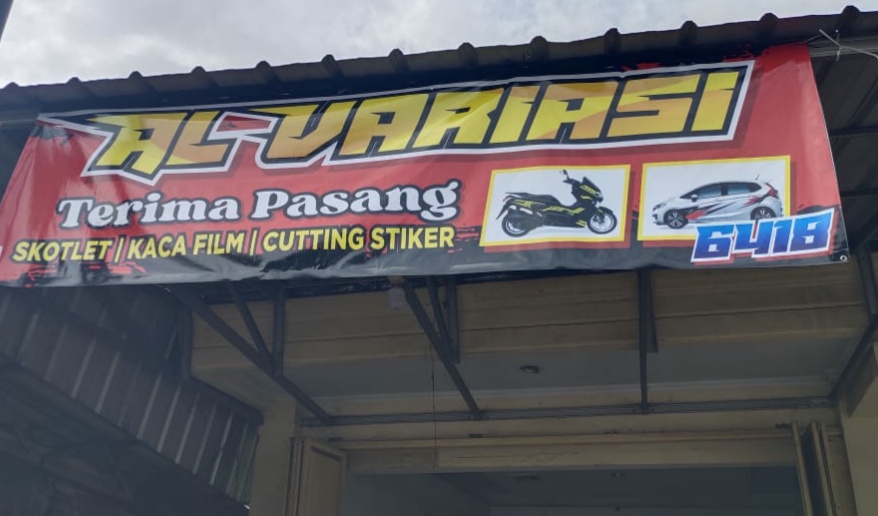 AL-VARIASI
Terima Pasang
SKOTLET | KACA FILM | CUTTING STIKER
6418